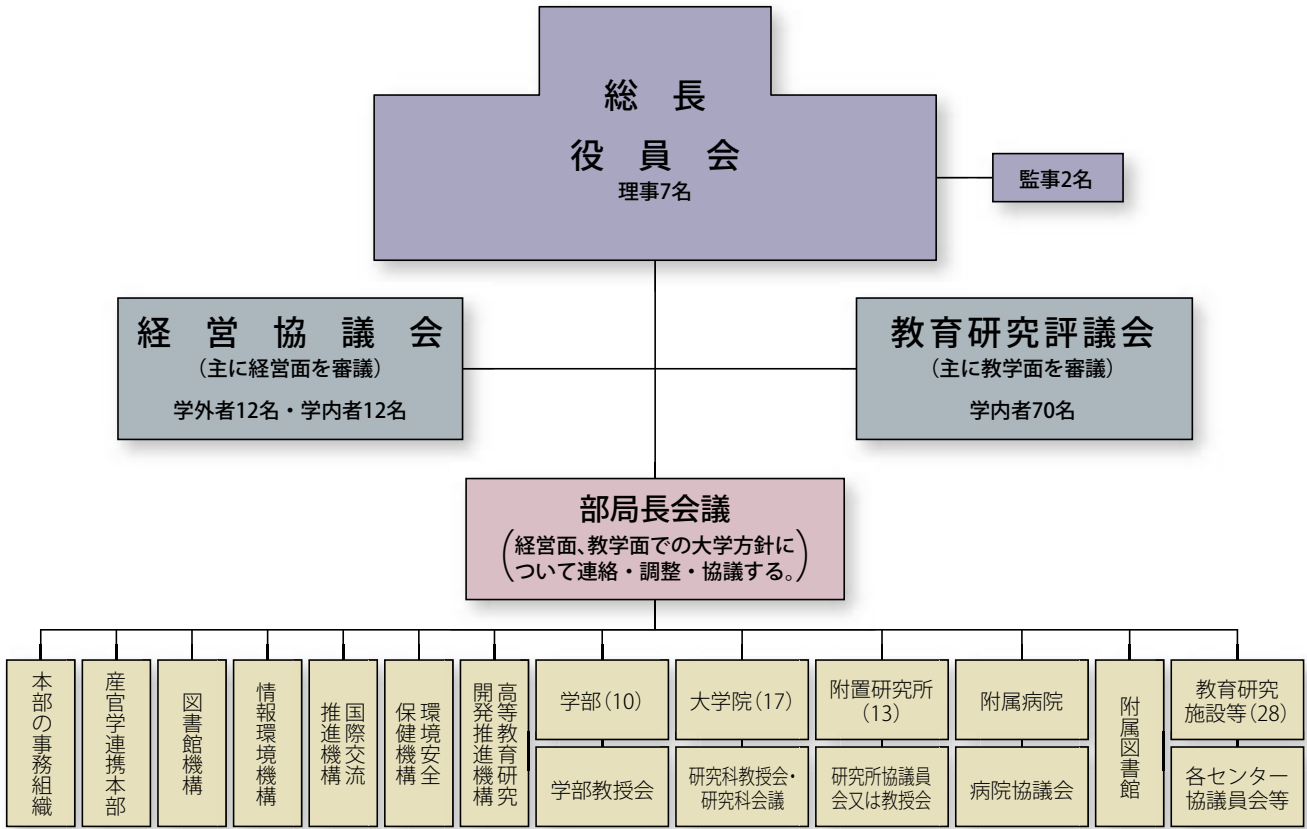 総長
役員会
理事7名
監事2名
経営協議会
(主に経営面を審議)
学外者12名・学内者12名
教育研究評議会
(主に教学面を審議)
学内者70名
部局長会議
(経営面、教学面での大学方針に
ついて連絡・調整・協議する。)
本部の事務組織
産官学連携本部
図書館機構
情報環境機構
国際交流
推進機構
環境安全
保健機構
高等教育研究
開発推進機構
学部(10)
学部教授会
大学院(17)
研究科教授会・
研究科会議
附置研究所
(13)
研究所協議員
会又は教授会
附属病院
病院協議会
附属図書館
教育研究
施設等(28)
各センター
協議員会等